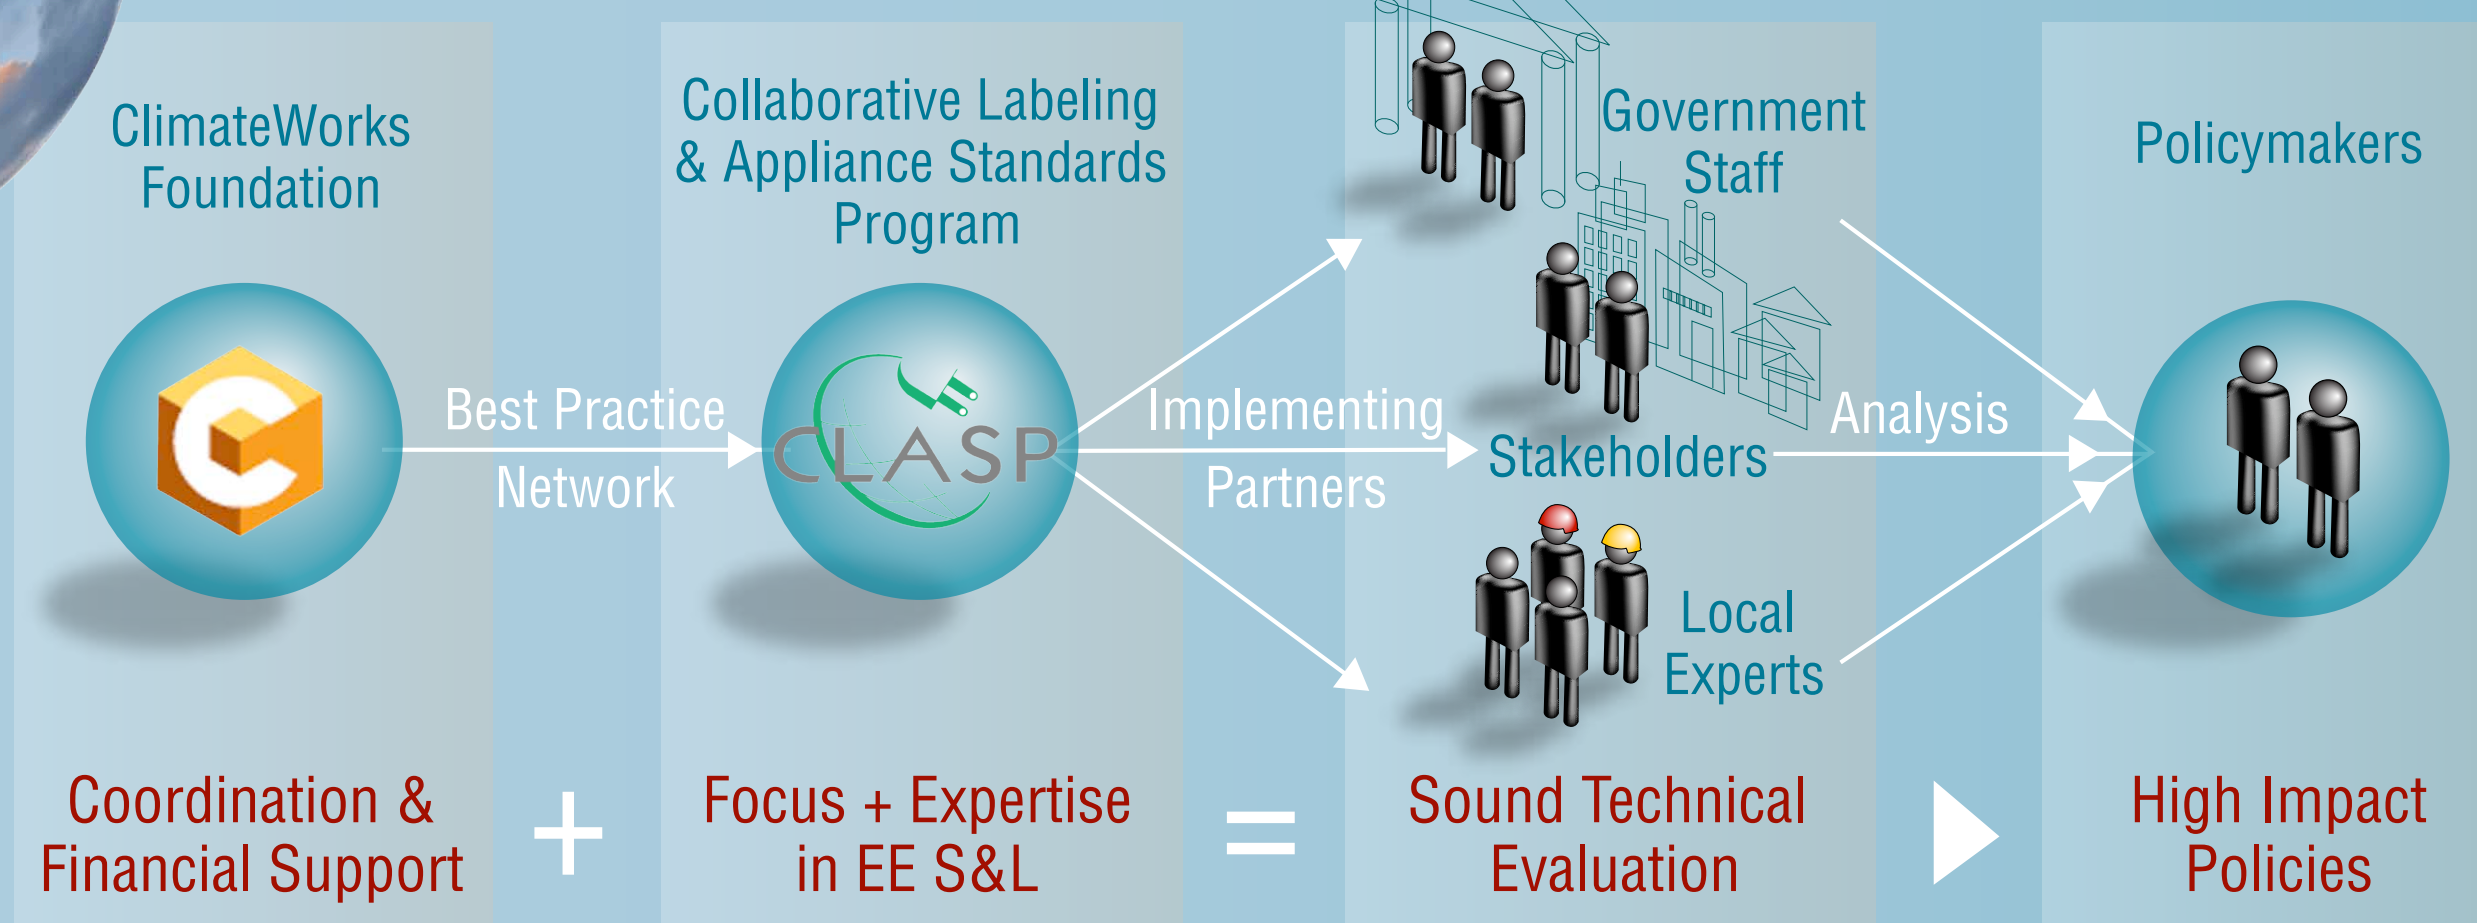 ClimateWorks
Foundation
Collaborative Labeling
& Appliance Standards
Program
Government
Staff
Policymakers
Best Practice
Network
CLASP
Implementing
Partners
Stakeholders
Analysis
Local
Experts
Coordination &
Financial Support
+
Focus + Expertise
in EE S&L
=
Sound Technical
Evaluation
High Impact
Policies